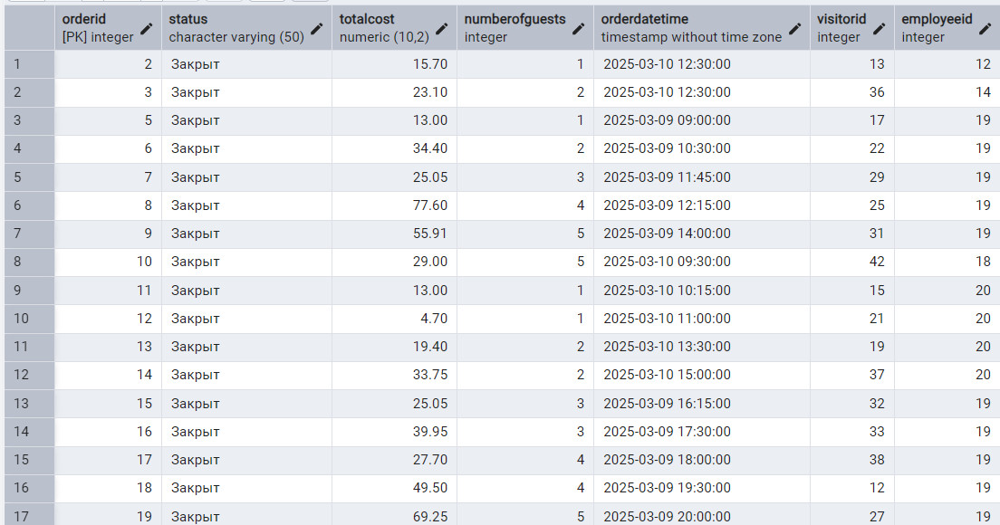 orderid status totalcost numberofguests orderdatetime visitorid employeeid
[PK] integer character varying (50) numeric (10,2) integer timestamp without time zone integer integer
1 2 Закрыт 15.70 1 2025-03-10 12:30:00 13 12
2 3 Закрыт 23.10 2 2025-03-10 12:30:00 36 14
3 5 Закрыт 13.00 1 2025-03-09 09:00:00 17 19
4 6 Закрыт 34.40 2 2025-03-09 10:30:00 22 19
5 7 Закрыт 25.05 3 2025-03-09 11:45:00 29 19
6 8 Закрыт 77.60 4 2025-03-09 12:15:00 25 19
7 9 Закрыт 55.91 5 2025-03-09 14:00:00 31 19
8 10 Закрыт 29.00 5 2025-03-10 09:30:00 42 18
9 11 Закрыт 13.00 1 2025-03-10 10:15:00 15 20
10 12 Закрыт 4.70 1 2025-03-10 11:00:00 21 20
11 13 Закрыт 19.40 2 2025-03-10 13:30:00 19 20
12 14 Закрыт 33.75 2 2025-03-10 15:00:00 37 20
13 15 Закрыт 25.05 3 2025-03-09 16:15:00 32 19
14 16 Закрыт 39.95 3 2025-03-09 17:30:00 33 19
15 17 Закрыт 27.70 4 2025-03-09 18:00:00 38 19
16 18 Закрыт 49.50 4 2025-03-09 19:30:00 12 19
17 19 Закрыт 69.25 5 2025-03-09 20:00:00 27 19